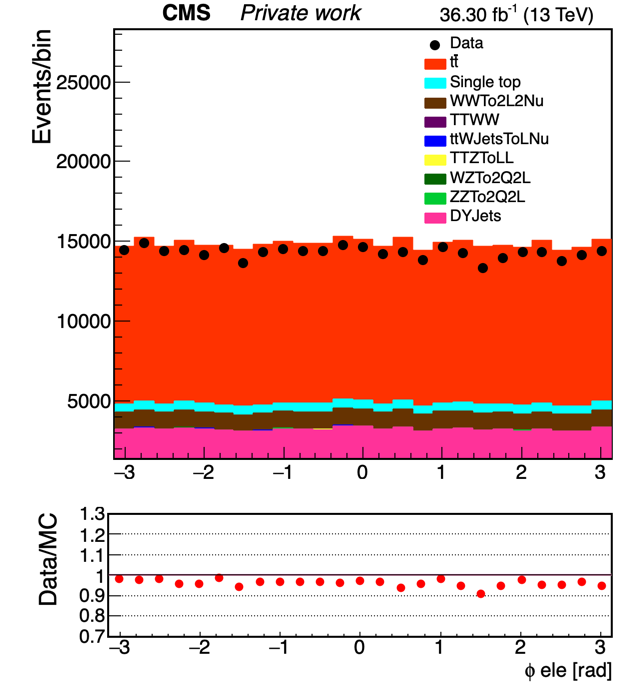 CMS Private work 36.30 fb⁻¹ (13 TeV)
Events/bin
Data
tt̄
Single top
WWTo2L2Nu
TTWW
ttWJetsToLNu
TTZToLL
WZTo2Q2L
ZZTo2Q2L
DYJets
25000
20000
15000
10000
5000
−3 −2 −1 0 1 2 3
Data/MC
1.3
1.2
1.1
1
0.9
0.8
0.7
−3 −2 −1 0 1 2 3
ϕ ele [rad]